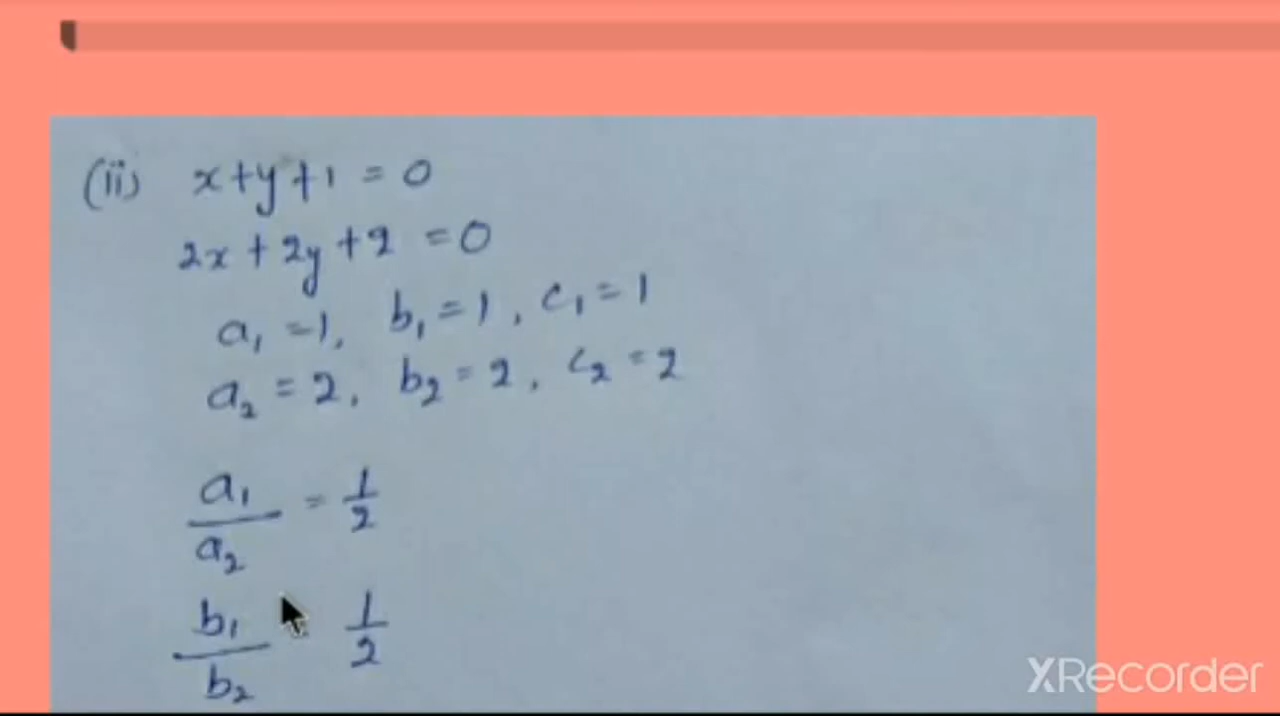 (ii) x+y+1 = 0
2x + 2y + 2 = 0
a₁ = 1, b₁ = 1, c₁ = 1
a₂ = 2, b₂ = 2, c₂ = 2
a₁/a₂ = 1/2
b₁/b₂ = 1/2
XRecorder